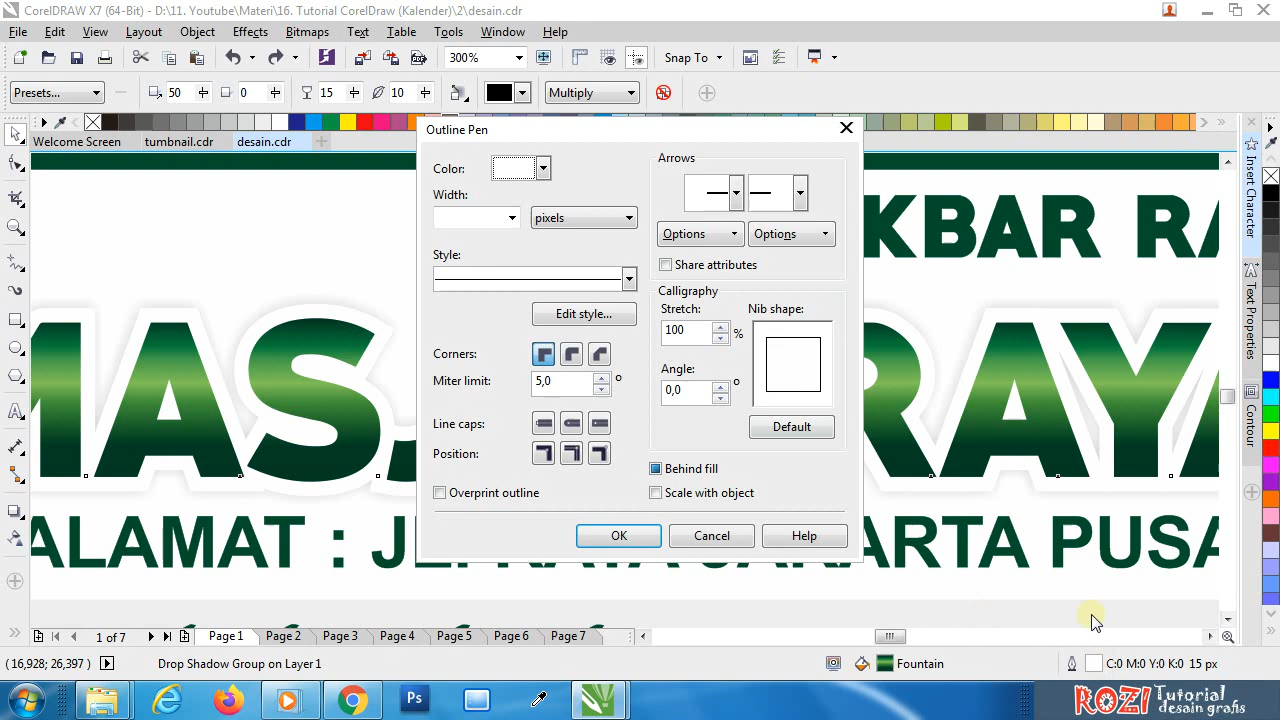 CorelDRAW X7 (64-Bit) - D:\11. Youtube\Materi\16. Tutorial CorelDraw (Kalender)\2\desain.cdr
File Edit View Layout Object Effects Bitmaps Text Table Tools Window Help
300% Snap To
Presets... 50 0 15 10 Multiply
Welcome Screen tumbnail.cdr desain.cdr
Outline Pen
Color:
Width:
pixels
Style:
Edit style...
Corners:
Miter limit: 5,0 °
Line caps:
Position:
Overprint outline
Arrows
Options Options
Share attributes
Calligraphy
Stretch: Nib shape:
100 %
Angle:
0,0 °
Default
Behind fill
Scale with object
OK Cancel Help
KBAR RA
MAS RAYA
ALAMAT : JL ARTA PUSA
Insert Character
Text Properties
Contour
1 of 7 Page 1 Page 2 Page 3 Page 4 Page 5 Page 6 Page 7
(16,928; 26,397) Drop Shadow Group on Layer 1 Fountain C:0 M:0 Y:0 K:0 15 px
Ps
ROZI Tutorial
desain grafis